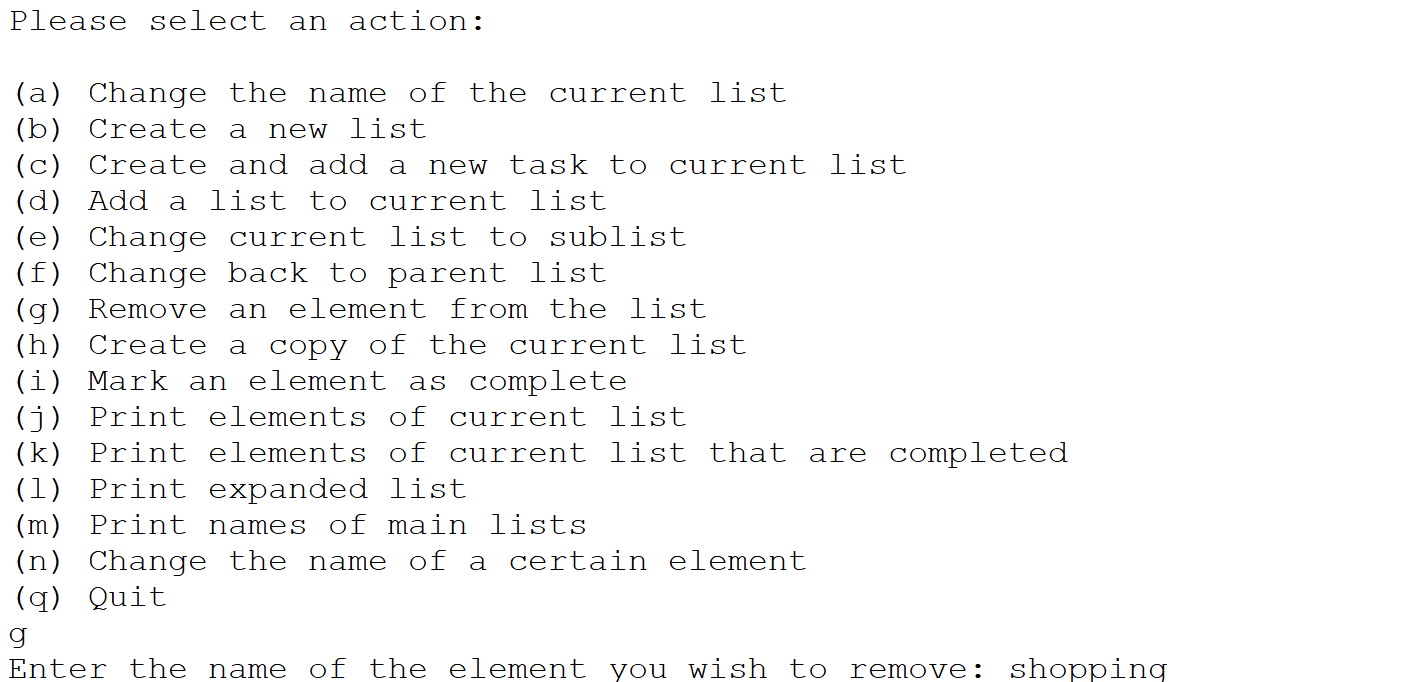 Please select an action:
(a) Change the name of the current list
(b) Create a new list
(c) Create and add a new task to current list
(d) Add a list to current list
(e) Change current list to sublist
(f) Change back to parent list
(g) Remove an element from the list
(h) Create a copy of the current list
(i) Mark an element as complete
(j) Print elements of current list
(k) Print elements of current list that are completed
(l) Print expanded list
(m) Print names of main lists
(n) Change the name of a certain element
(q) Quit
g
Enter the name of the element you wish to remove: shopping